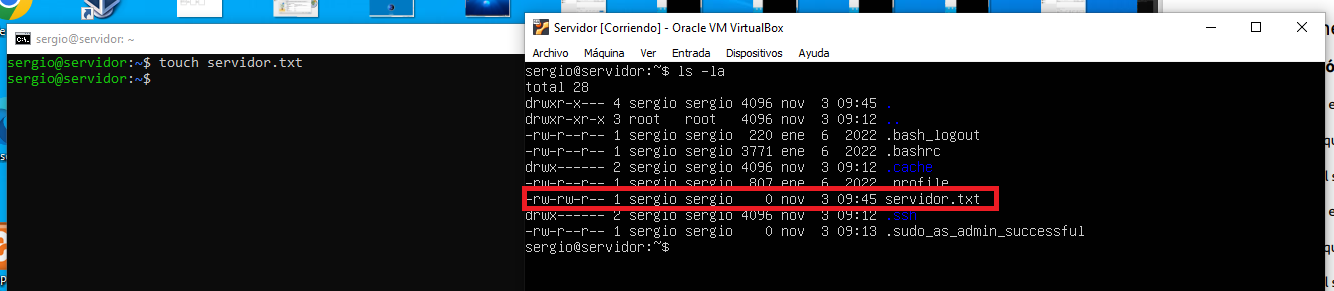 sergio@servidor: ~
sergio@servidor:~$ touch servidor.txt
sergio@servidor:~$
Servidor [Corriendo] - Oracle VM VirtualBox
Archivo Máquina Ver Entrada Dispositivos Ayuda
sergio@servidor:~$ ls -la
total 28
drwxr-x--- 4 sergio sergio 4096 nov 3 09:45 .
drwxr-xr-x 3 root root 4096 nov 3 09:12 ..
-rw-r--r-- 1 sergio sergio 220 ene 6 2022 .bash_logout
-rw-r--r-- 1 sergio sergio 3771 ene 6 2022 .bashrc
drwx------ 2 sergio sergio 4096 nov 3 09:12 .cache
-rw-r--r-- 1 sergio sergio 807 ene 6 2022 .profile
-rw-rw-r-- 1 sergio sergio 0 nov 3 09:45 servidor.txt
drwx------ 2 sergio sergio 4096 nov 3 09:12 .ssh
-rw-r--r-- 1 sergio sergio 0 nov 3 09:13 .sudo_as_admin_successful
sergio@servidor:~$